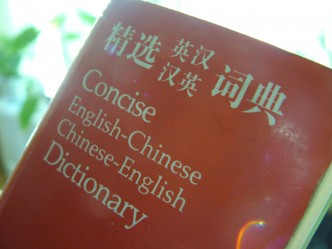 精选 英汉 词典
汉英
Concise
English-Chinese
Chinese-English
Dictionary